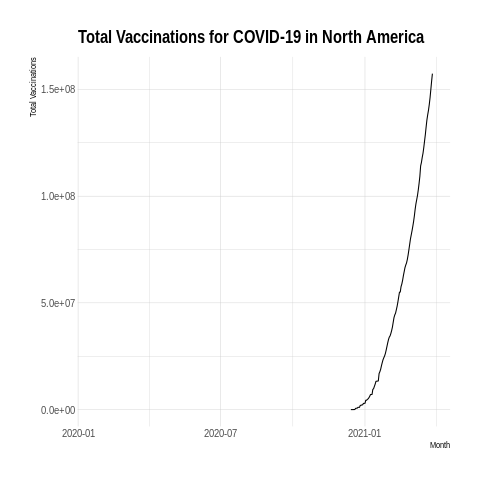 Total Vaccinations for COVID-19 in North America
Total Vaccinations
1.5e+08
1.0e+08
5.0e+07
0.0e+00
2020-01
2020-07
2021-01
Month